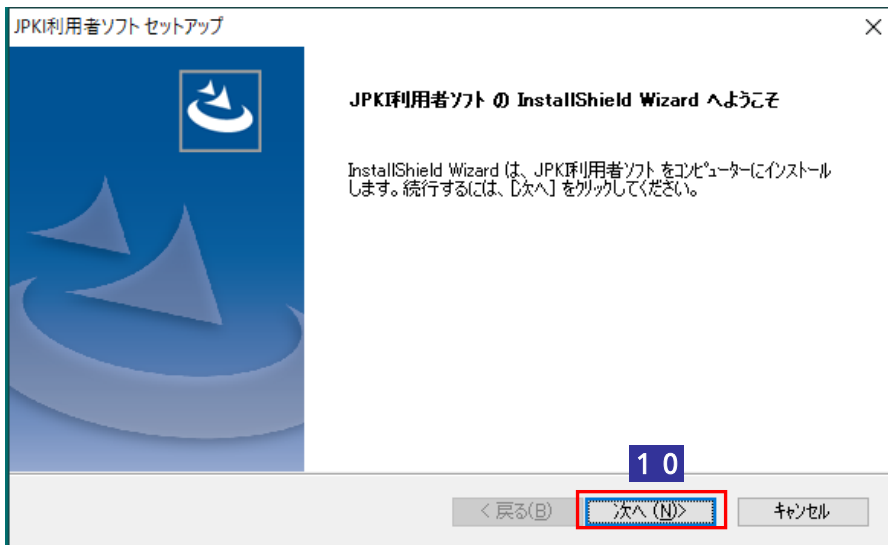 JPKI利用者ソフト セットアップ
JPKI利用者ソフト の InstallShield Wizard へようこそ
InstallShield Wizard は、JPKI利用者ソフト をコンピューターにインストール
します。続行するには、[次へ] をクリックしてください。
１０
< 戻る(B)
次へ (N)>
キャンセル